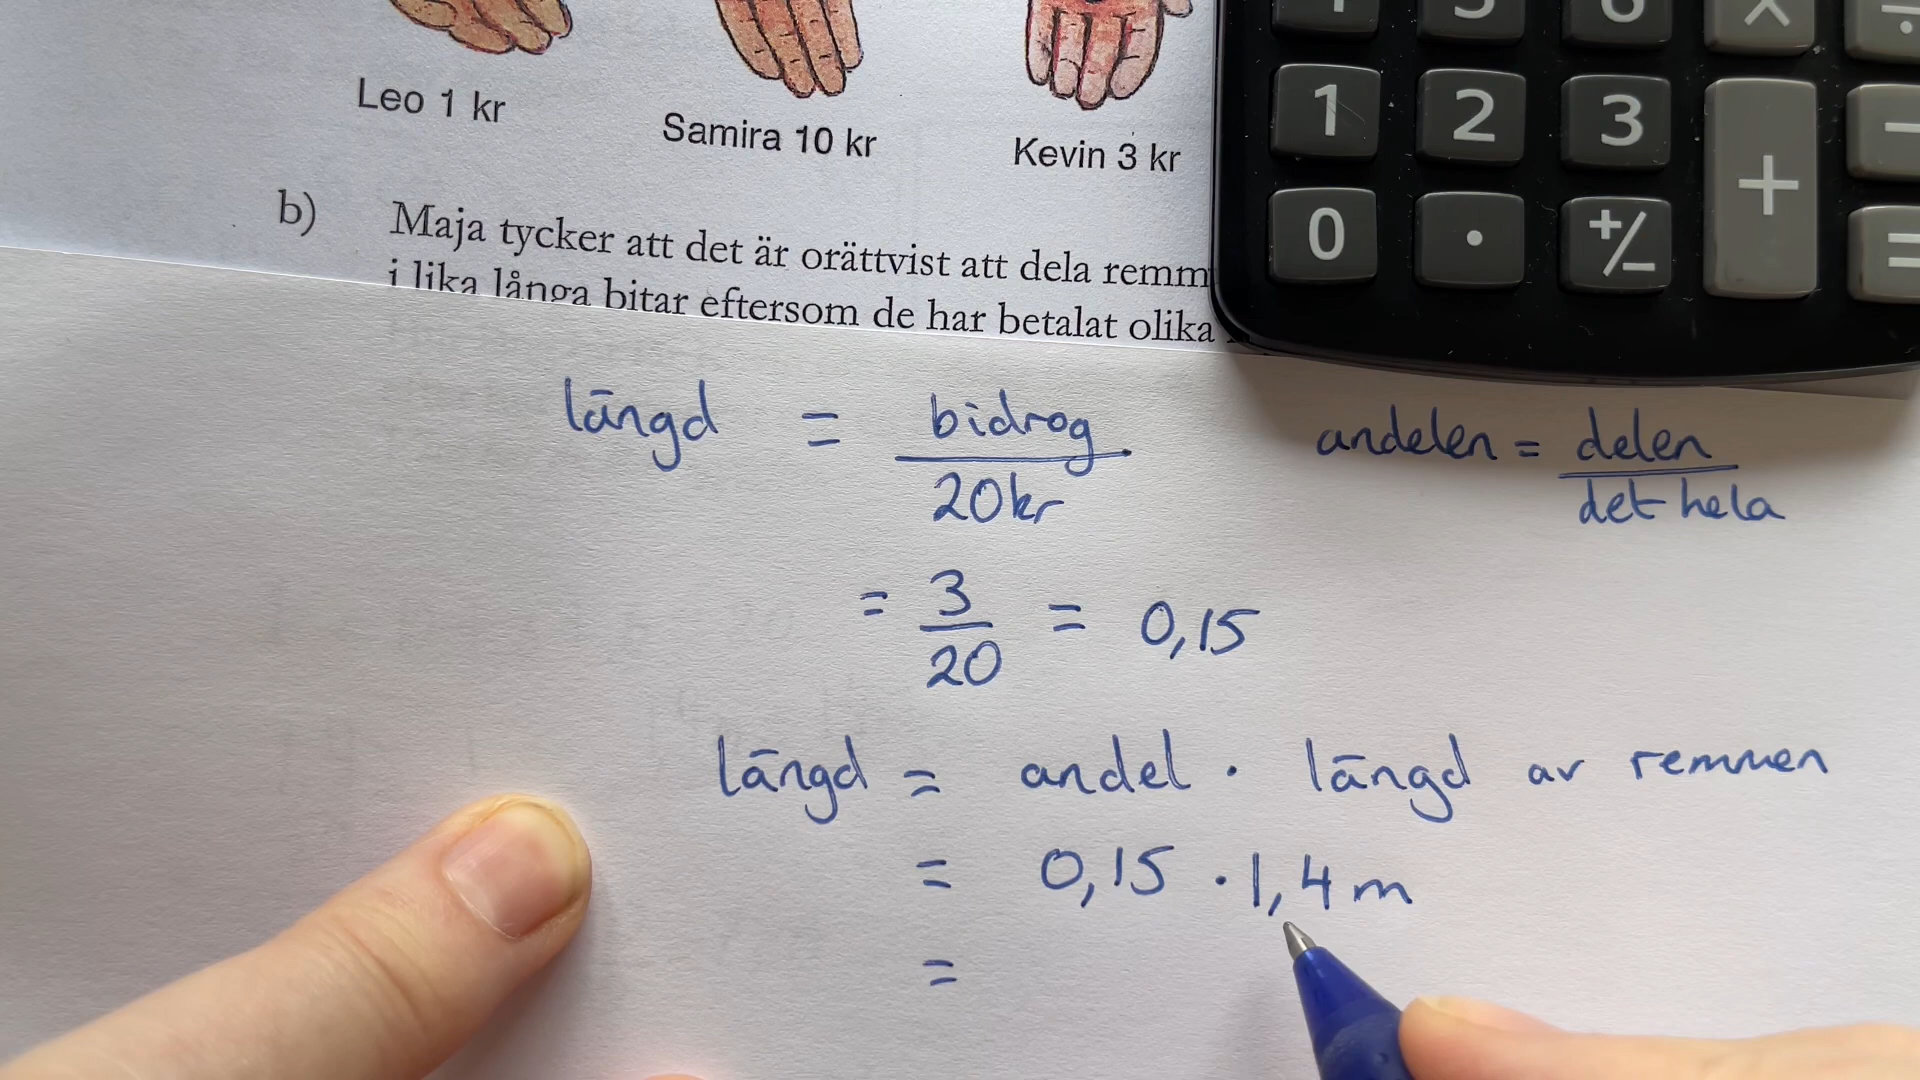 Leo 1 kr
Samira 10 kr
Kevin 3 kr
b) Maja tycker att det är orättvist att dela remm
i lika långa bitar eftersom de har betalat olika
1 2 3 +
0 . +/- =
längd = bidrag / 20 kr
andelen = delen / det hela
= 3/20 = 0,15
längd = andel · längd av remmen
= 0,15 · 1,4 m
=